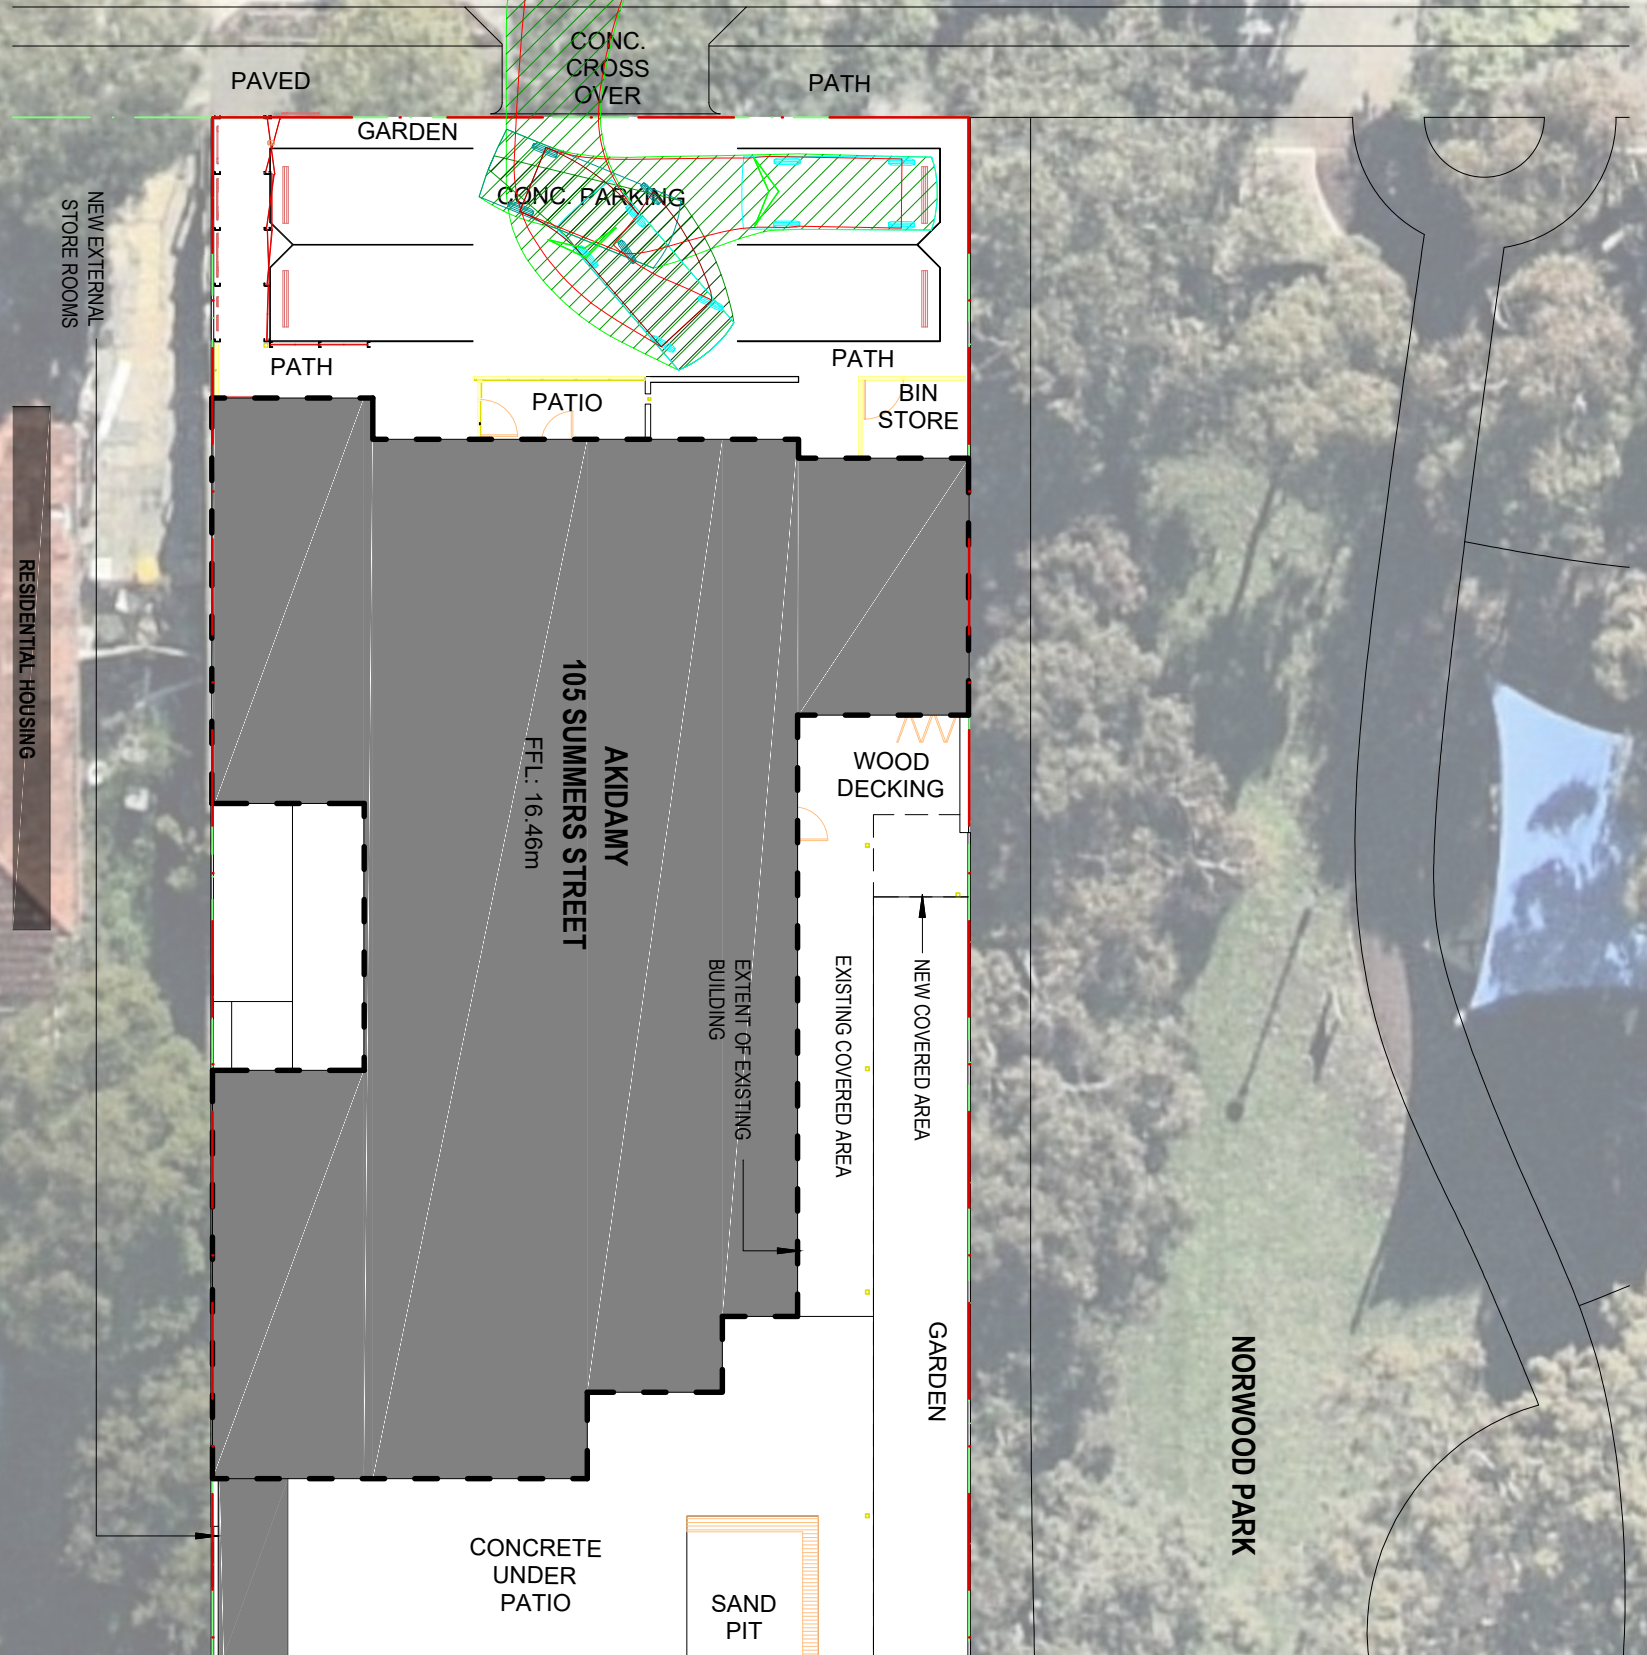 CONC.
CROSS
OVER
PAVED
PATH
GARDEN
CONC. PARKING
NEW EXTERNAL
STORE ROOMS
PATH
PATH
PATIO
BIN
STORE
RESIDENTIAL HOUSING
AKIDAMY
105 SUMMERS STREET
FFL: 16.46m
WOOD
DECKING
EXTENT OF EXISTING
BUILDING
EXISTING COVERED AREA
NEW COVERED AREA
GARDEN
NORWOOD PARK
CONCRETE
UNDER
PATIO
SAND
PIT